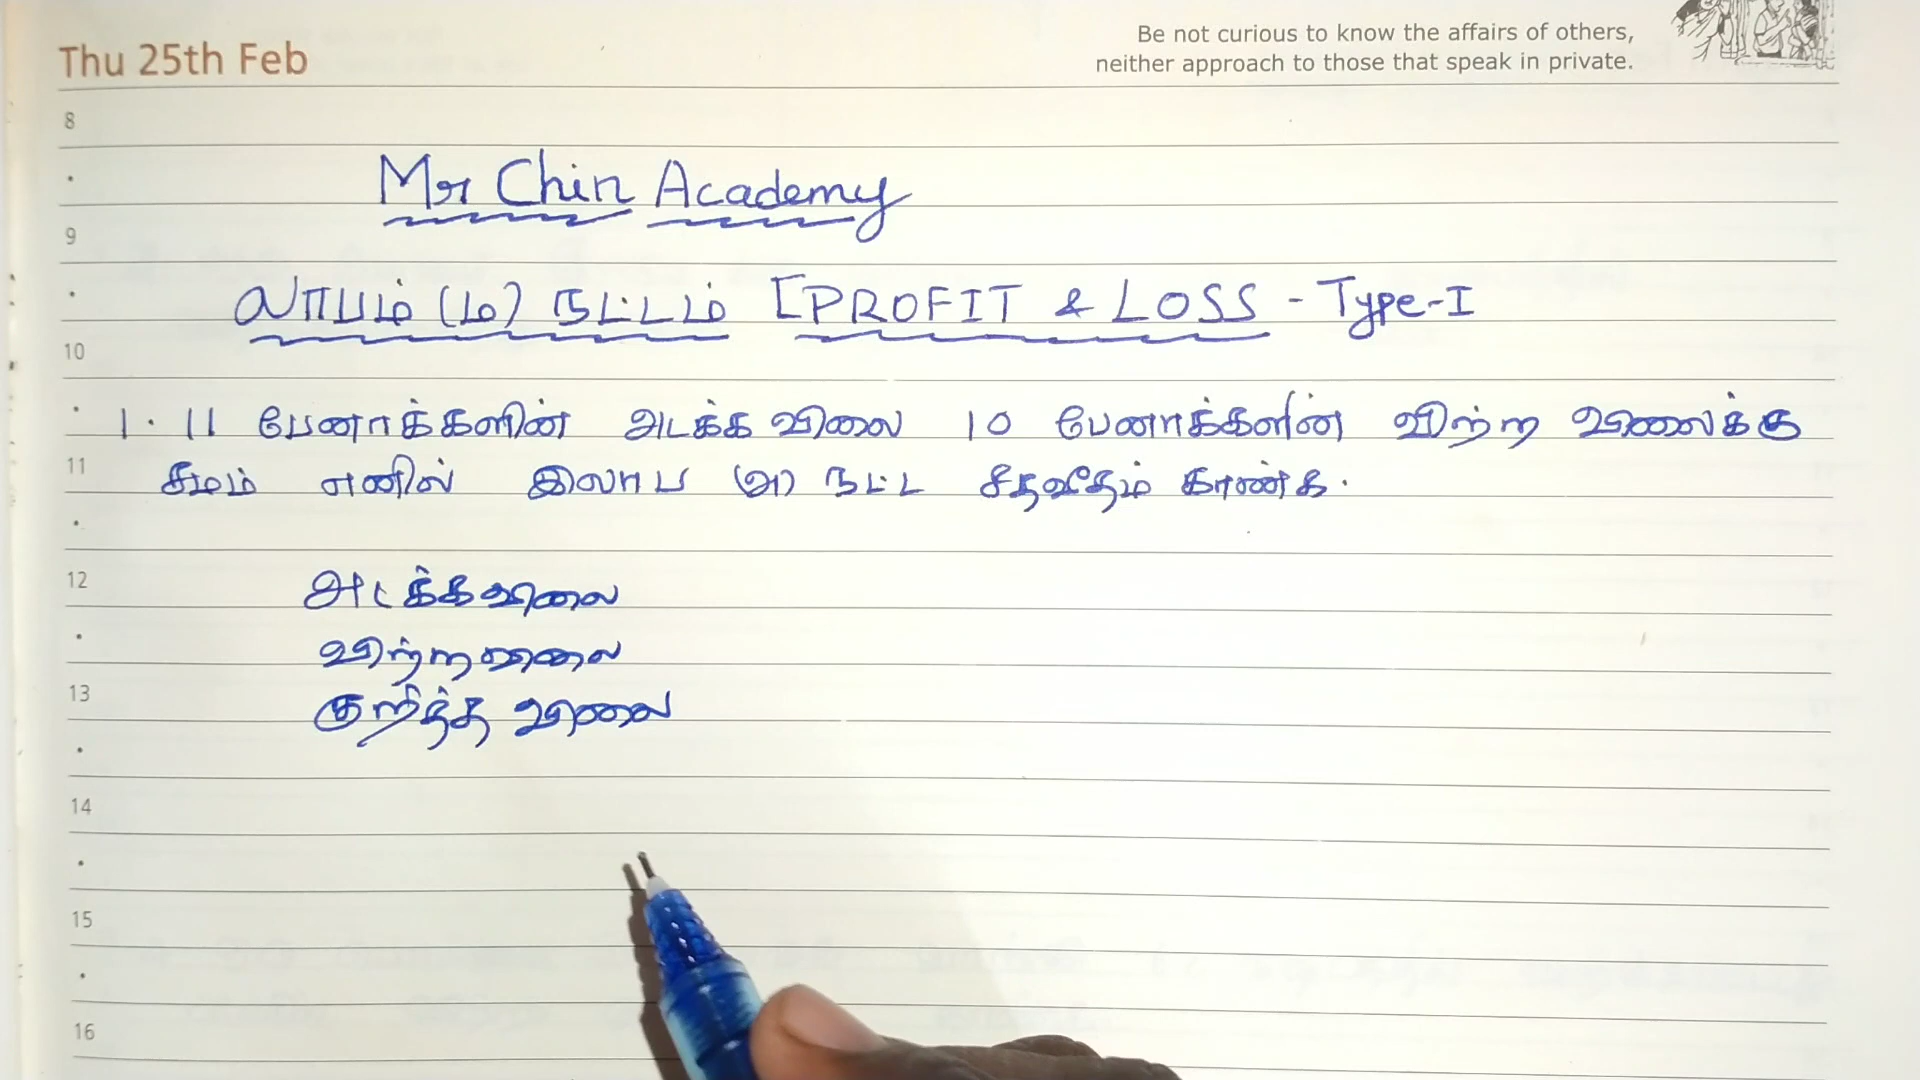 Thu 25th Feb
Be not curious to know the affairs of others,
neither approach to those that speak in private.
8
Mr Chin Academy
9
லாபம் (ம) நட்டம் [PROFIT & LOSS - Type-I
10
1. 11 பேனாக்களின் அடக்க விலை 10 பேனாக்களின் விற்ற விலைக்கு
11 சமம் எனில் இலாப (அ) நட்ட சதவீதம் காண்க.
12 அடக்கவிலை
விற்றவிலை
13 குறித்த விலை
14
15
16